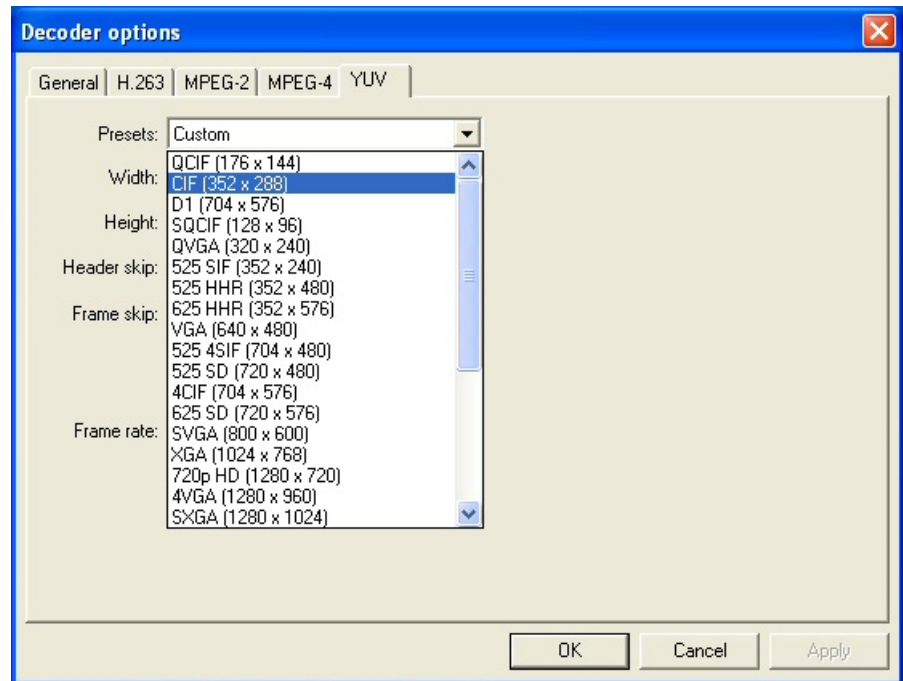 Decoder options
General H.263 MPEG-2 MPEG-4 YUV
Presets: Custom
Width:
Height:
Header skip:
Frame skip:
Frame rate:
QCIF (176 x 144)
CIF (352 x 288)
D1 (704 x 576)
SQCIF (128 x 96)
QVGA (320 x 240)
525 SIF (352 x 240)
525 HHR (352 x 480)
625 HHR (352 x 576)
VGA (640 x 480)
525 4SIF (704 x 480)
525 SD (720 x 480)
4CIF (704 x 576)
625 SD (720 x 576)
SVGA (800 x 600)
XGA (1024 x 768)
720p HD (1280 x 720)
4VGA (1280 x 960)
SXGA (1280 x 1024)
OK Cancel Apply